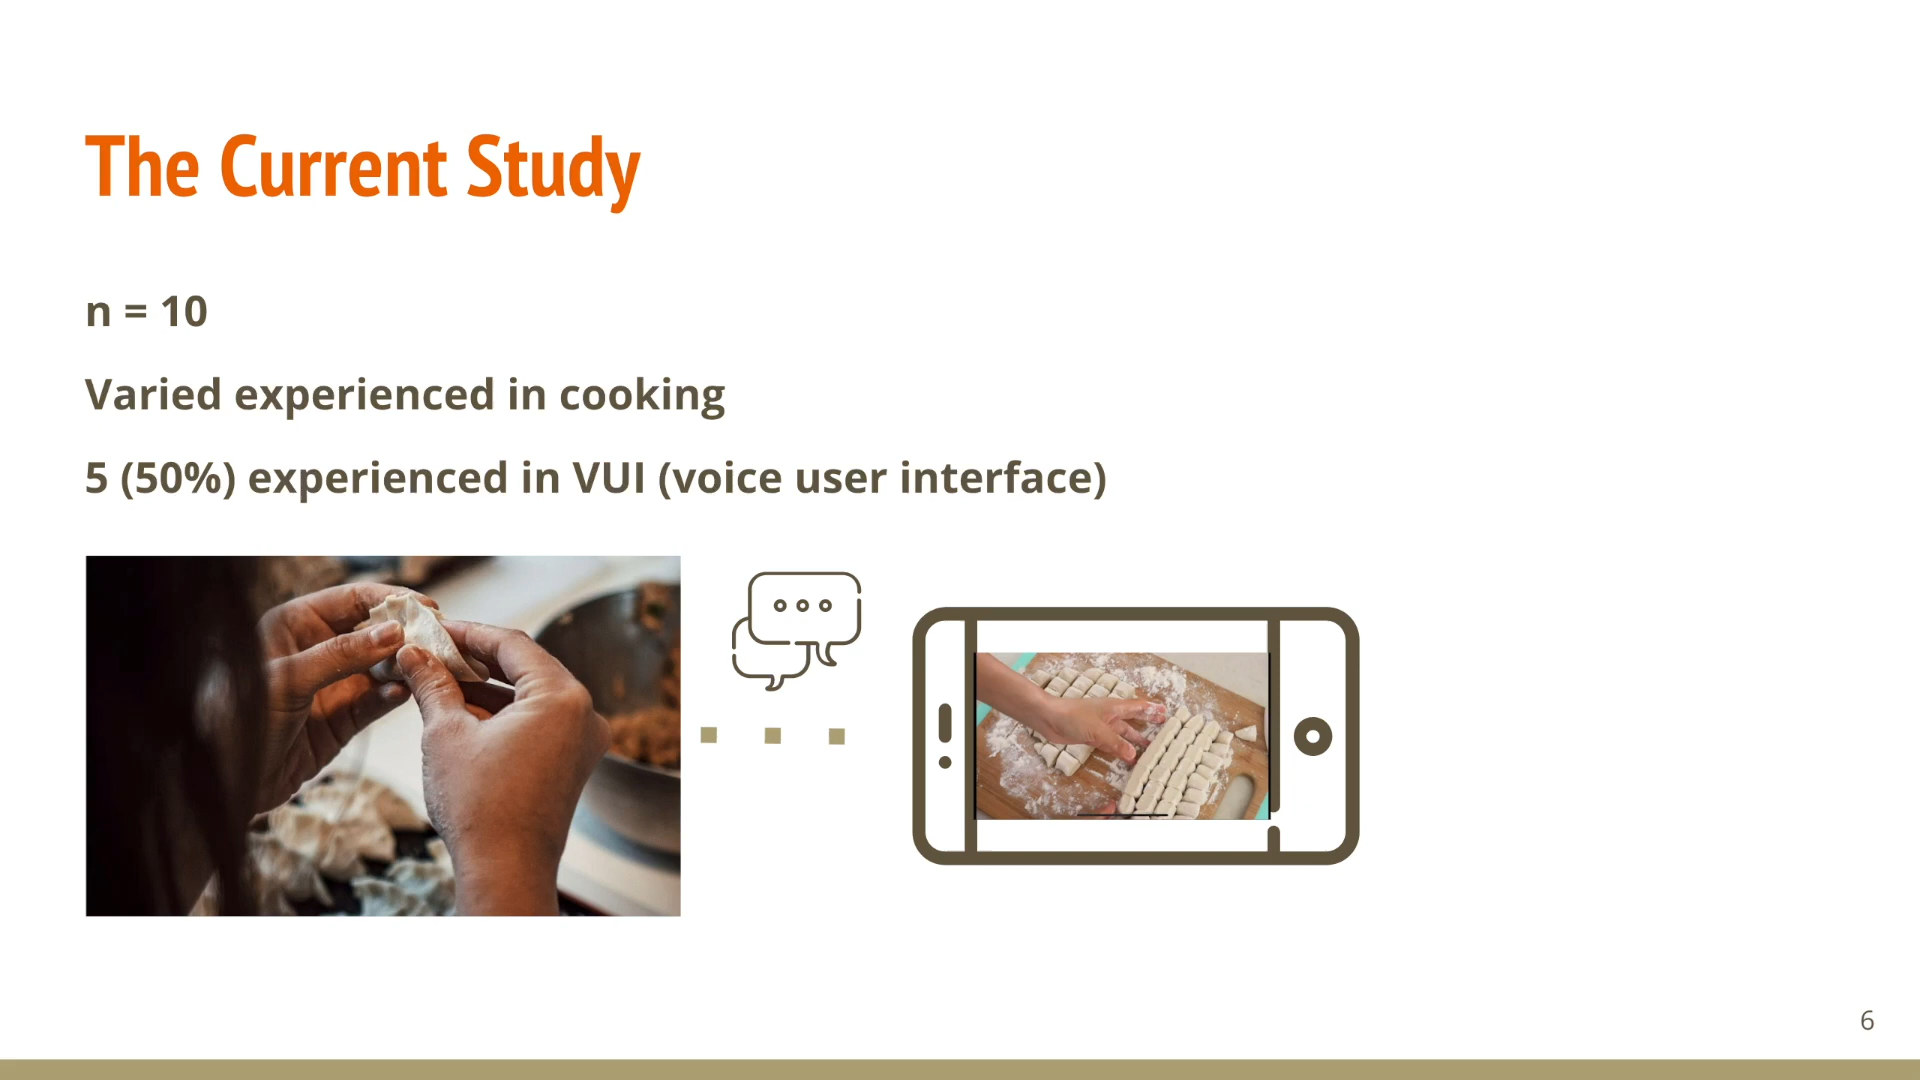 The Current Study
n = 10
Varied experienced in cooking
5 (50%) experienced in VUI (voice user interface)
6